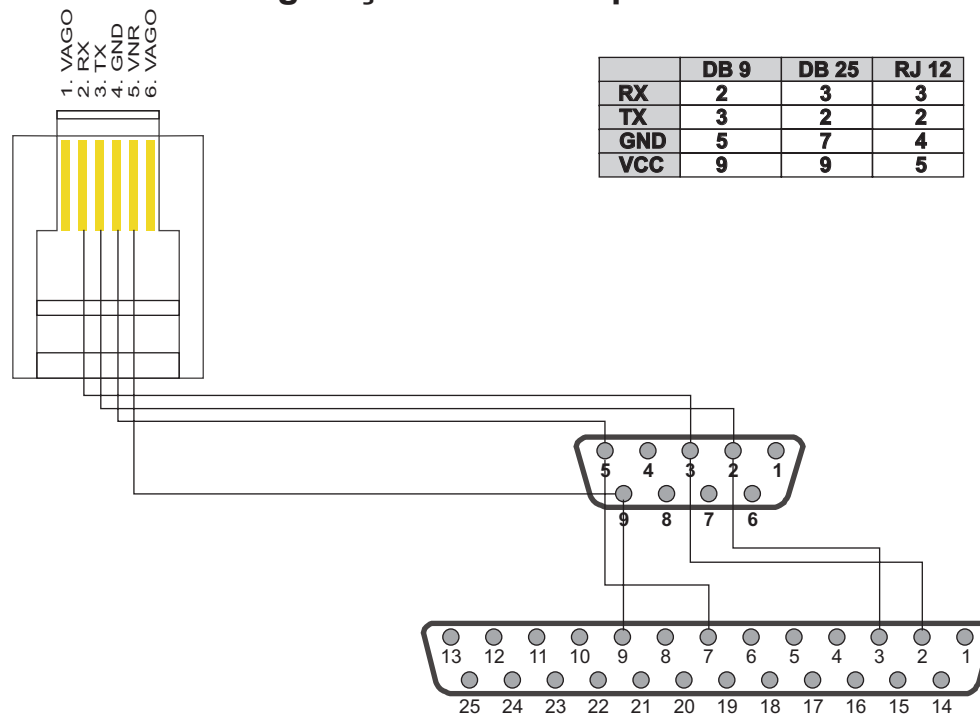 1. VAGO
2. RX
3. TX
4. GND
5. VNR
6. VAGO
DB 9 DB 25 RJ 12
RX 2 3 3
TX 3 2 2
GND 5 7 4
VCC 9 9 5
5 4 3 2 1
9 8 7 6
13 12 11 10 9 8 7 6 5 4 3 2 1
25 24 23 22 21 20 19 18 17 16 15 14